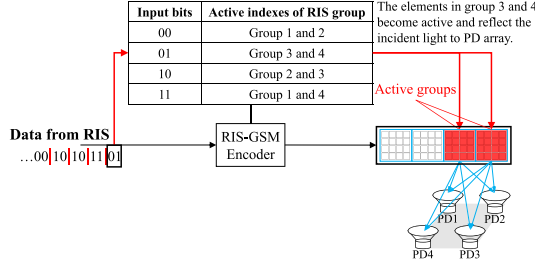 Input bits Active indexes of RIS group
00 Group 1 and 2
01 Group 3 and 4
10 Group 2 and 3
11 Group 1 and 4
The elements in group 3 and 4
become active and reflect the
incident light to PD array.
Active groups
Data from RIS
...00 10 10 11 01
RIS-GSM
Encoder
PD1
PD2
PD4
PD3